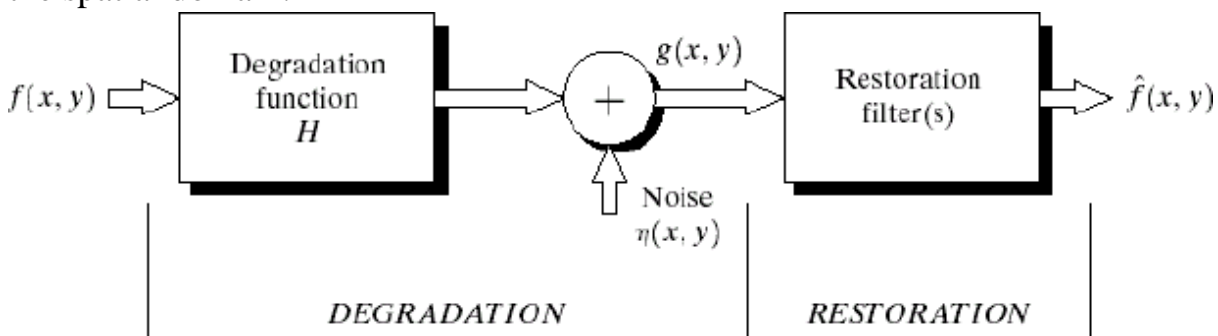 f(x, y)
Degradation
function
H
+
g(x, y)
Noise
η(x, y)
Restoration
filter(s)
f̂(x, y)
DEGRADATION
RESTORATION